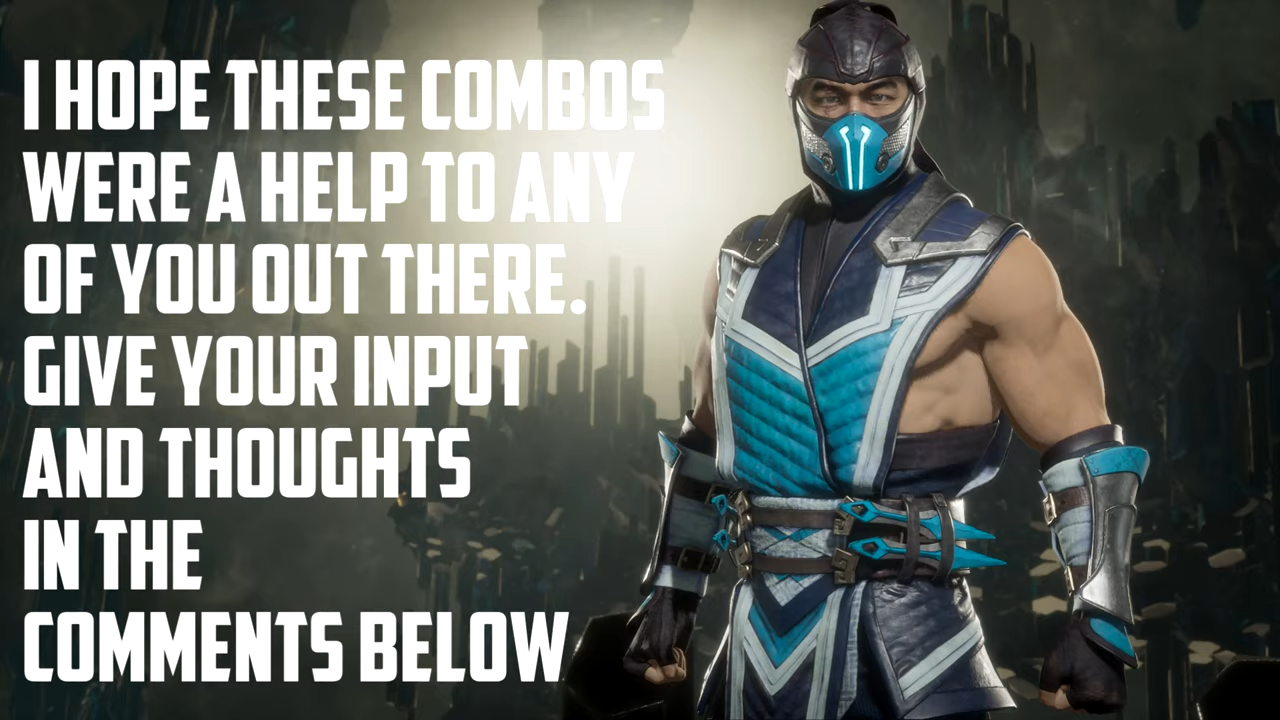 I HOPE THESE COMBOS
WERE A HELP TO ANY
OF YOU OUT THERE.
GIVE YOUR INPUT
AND THOUGHTS
IN THE
COMMENTS BELOW